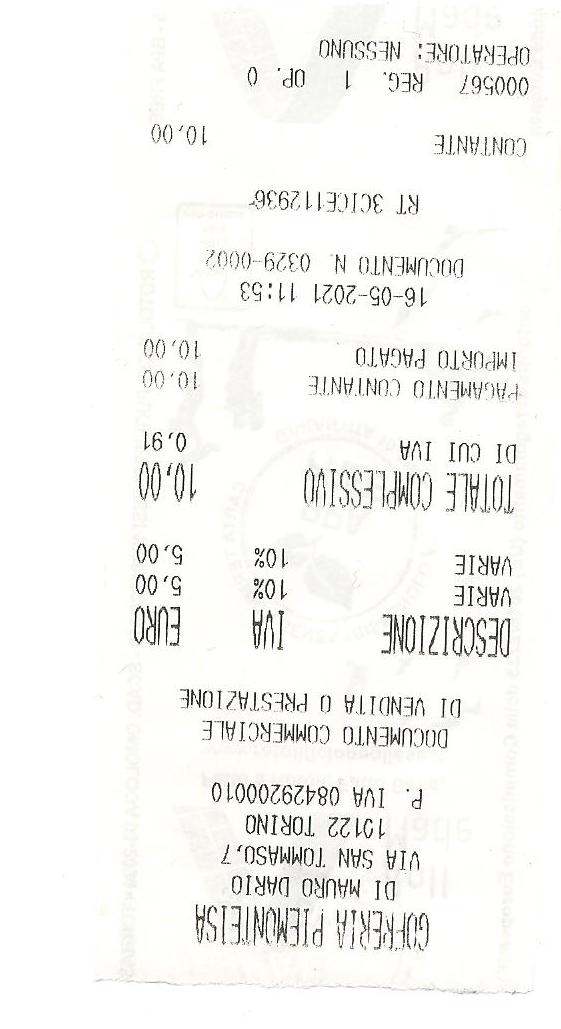 GOFRERIA PIEMONTEISA
DI MAURO DARIO
VIA SAN TOMMASO,7
10122 TORINO
P. IVA 08429200010
DOCUMENTO COMMERCIALE
DI VENDITA O PRESTAZIONE
DESCRIZIONE IVA EURO
VARIE 10% 5,00
VARIE 10% 5,00
TOTALE COMPLESSIVO 10,00
DI CUI IVA 0,91
PAGAMENTO CONTANTE 10,00
IMPORTO PAGATO 10,00
16-05-2021 11:53
DOCUMENTO N. 0329-0002
RT 3CICE112936
CONTANTE 10,00
000567 REG. 1 OP. 0
OPERATORE: NESSUNO